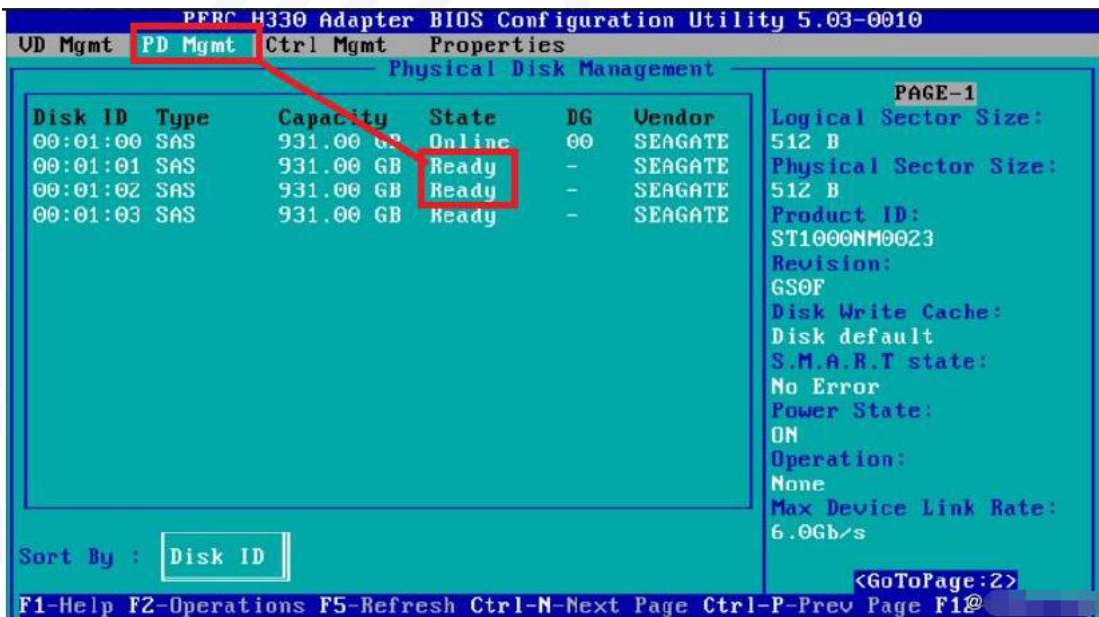 PERC H330 Adapter BIOS Configuration Utility 5.03-0010
VD Mgmt PD Mgmt Ctrl Mgmt Properties
Physical Disk Management
Disk ID Type Capacity State DG Vendor
00:01:00 SAS 931.00 GB Online 00 SEAGATE
00:01:01 SAS 931.00 GB Ready - SEAGATE
00:01:02 SAS 931.00 GB Ready - SEAGATE
00:01:03 SAS 931.00 GB Ready - SEAGATE
Sort By : Disk ID
PAGE-1
Logical Sector Size:
512 B
Physical Sector Size:
512 B
Product ID:
ST1000NM0023
Revision:
GS0F
Disk Write Cache:
Disk default
S.M.A.R.T state:
No Error
Power State:
ON
Operation:
None
Max Device Link Rate:
6.0Gb/s
<GoToPage:2>
F1-Help F2-Operations F5-Refresh Ctrl-N-Next Page Ctrl-P-Prev Page F12